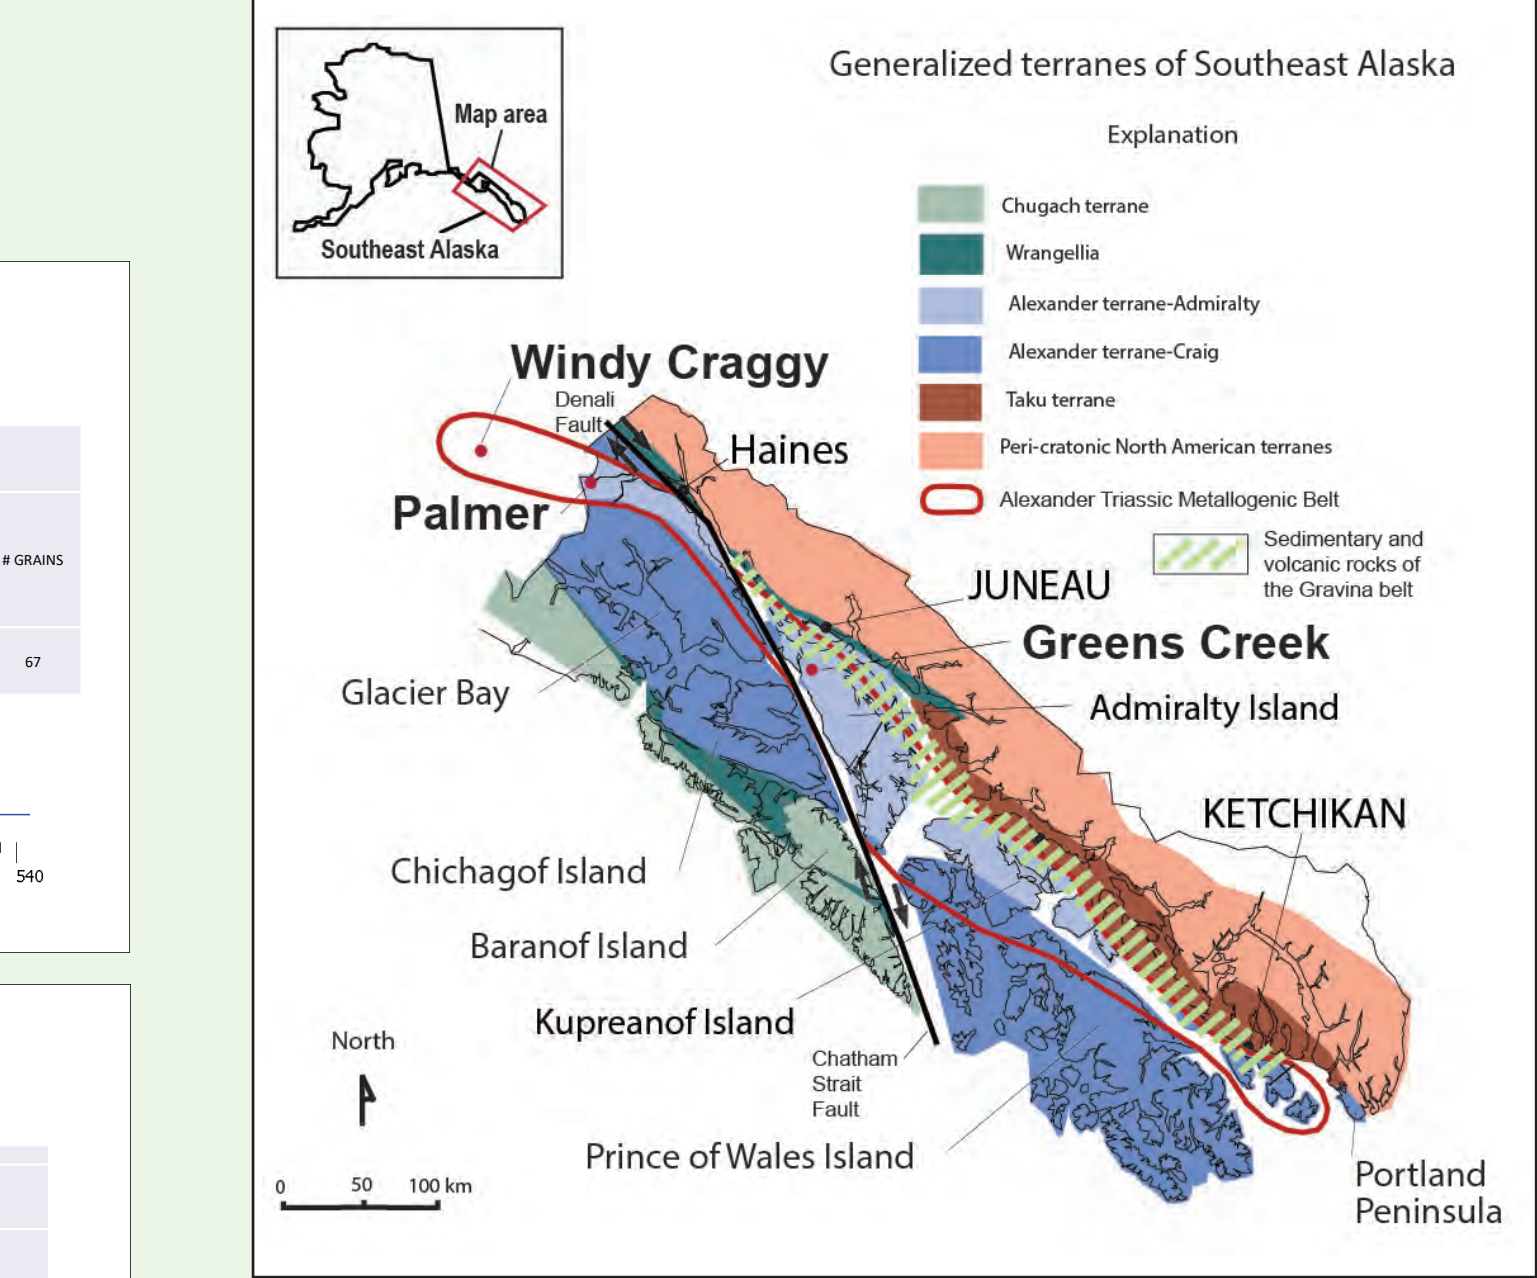 # GRAINS
67
540
Generalized terranes of Southeast Alaska
Explanation
Chugach terrane
Wrangellia
Alexander terrane-Admiralty
Alexander terrane-Craig
Taku terrane
Peri-cratonic North American terranes
Alexander Triassic Metallogenic Belt
Sedimentary and
volcanic rocks of
the Gravina belt
Map area
Southeast Alaska
Windy Craggy
Denali
Fault
Haines
Palmer
JUNEAU
Greens Creek
Glacier Bay
Admiralty Island
KETCHIKAN
Chichagof Island
Baranof Island
Kupreanof Island
North
Chatham
Strait
Fault
Prince of Wales Island
Portland
Peninsula
0 50 100 km